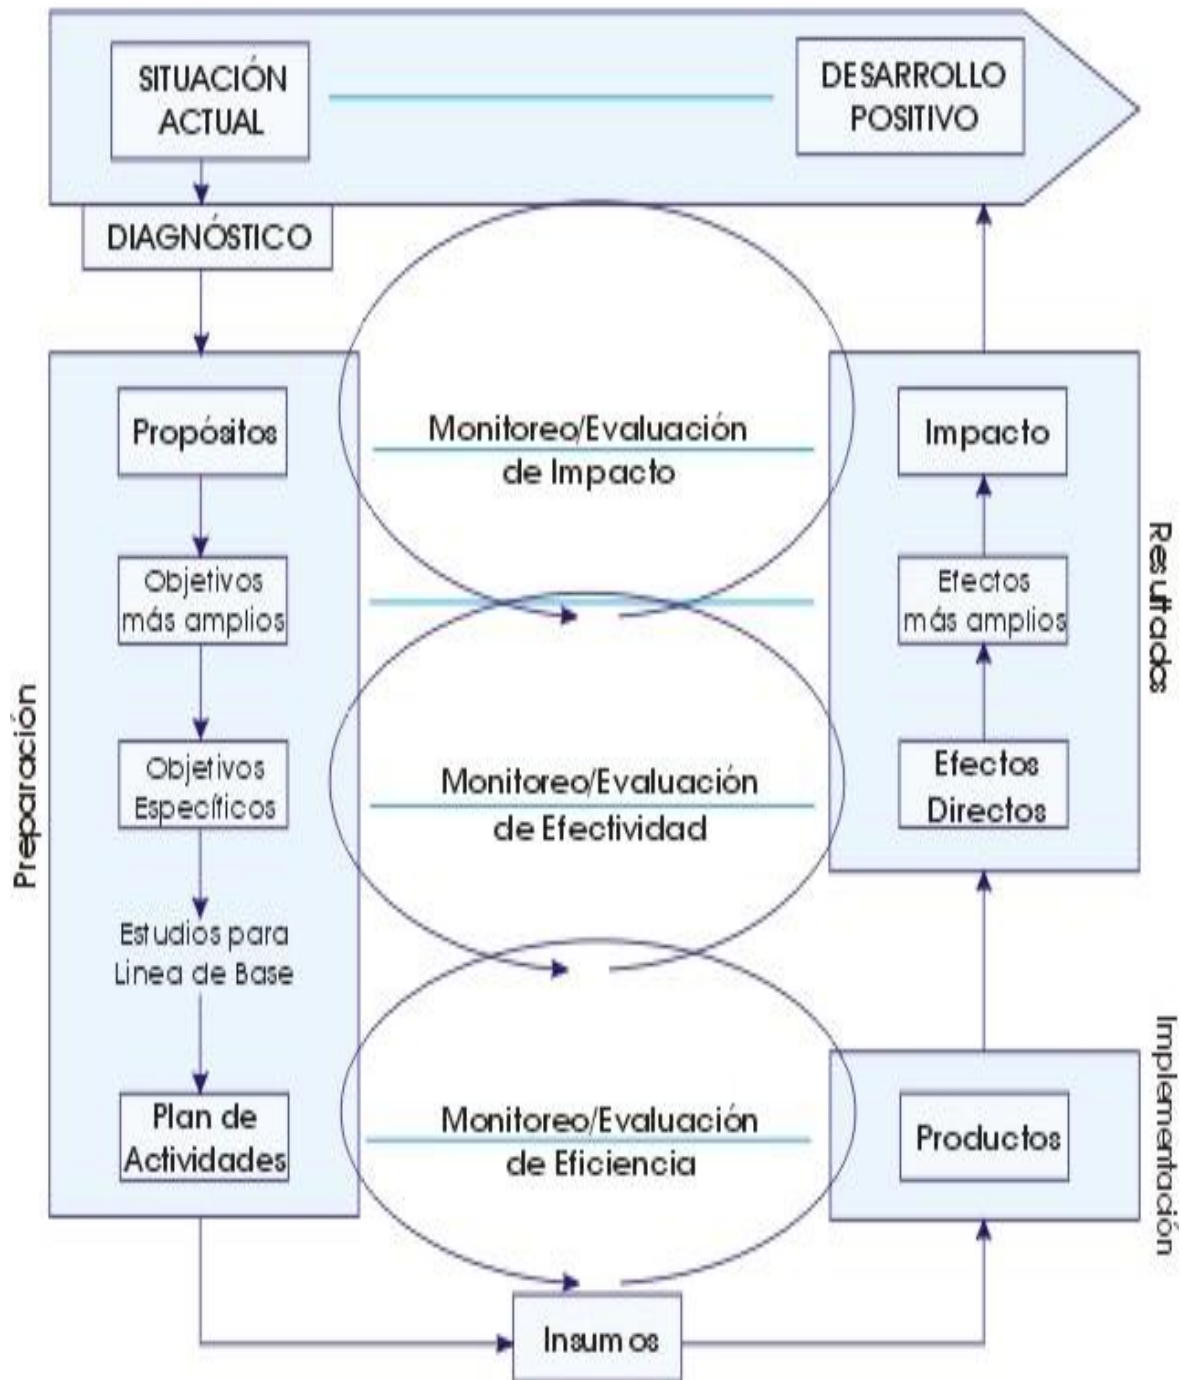 SITUACIÓN
ACTUAL
DESARROLLO
POSITIVO
DIAGNÓSTICO
Preparación
Propósitos
Objetivos
más amplios
Objetivos
Específicos
Estudios para
Linea de Base
Plan de
Actividades
Monitoreo/Evaluación
de Impacto
Monitoreo/Evaluación
de Efectividad
Monitoreo/Evaluación
de Eficiencia
Insumos
Impacto
Efectos
más amplios
Efectos
Directos
Resultados
Productos
Implementación